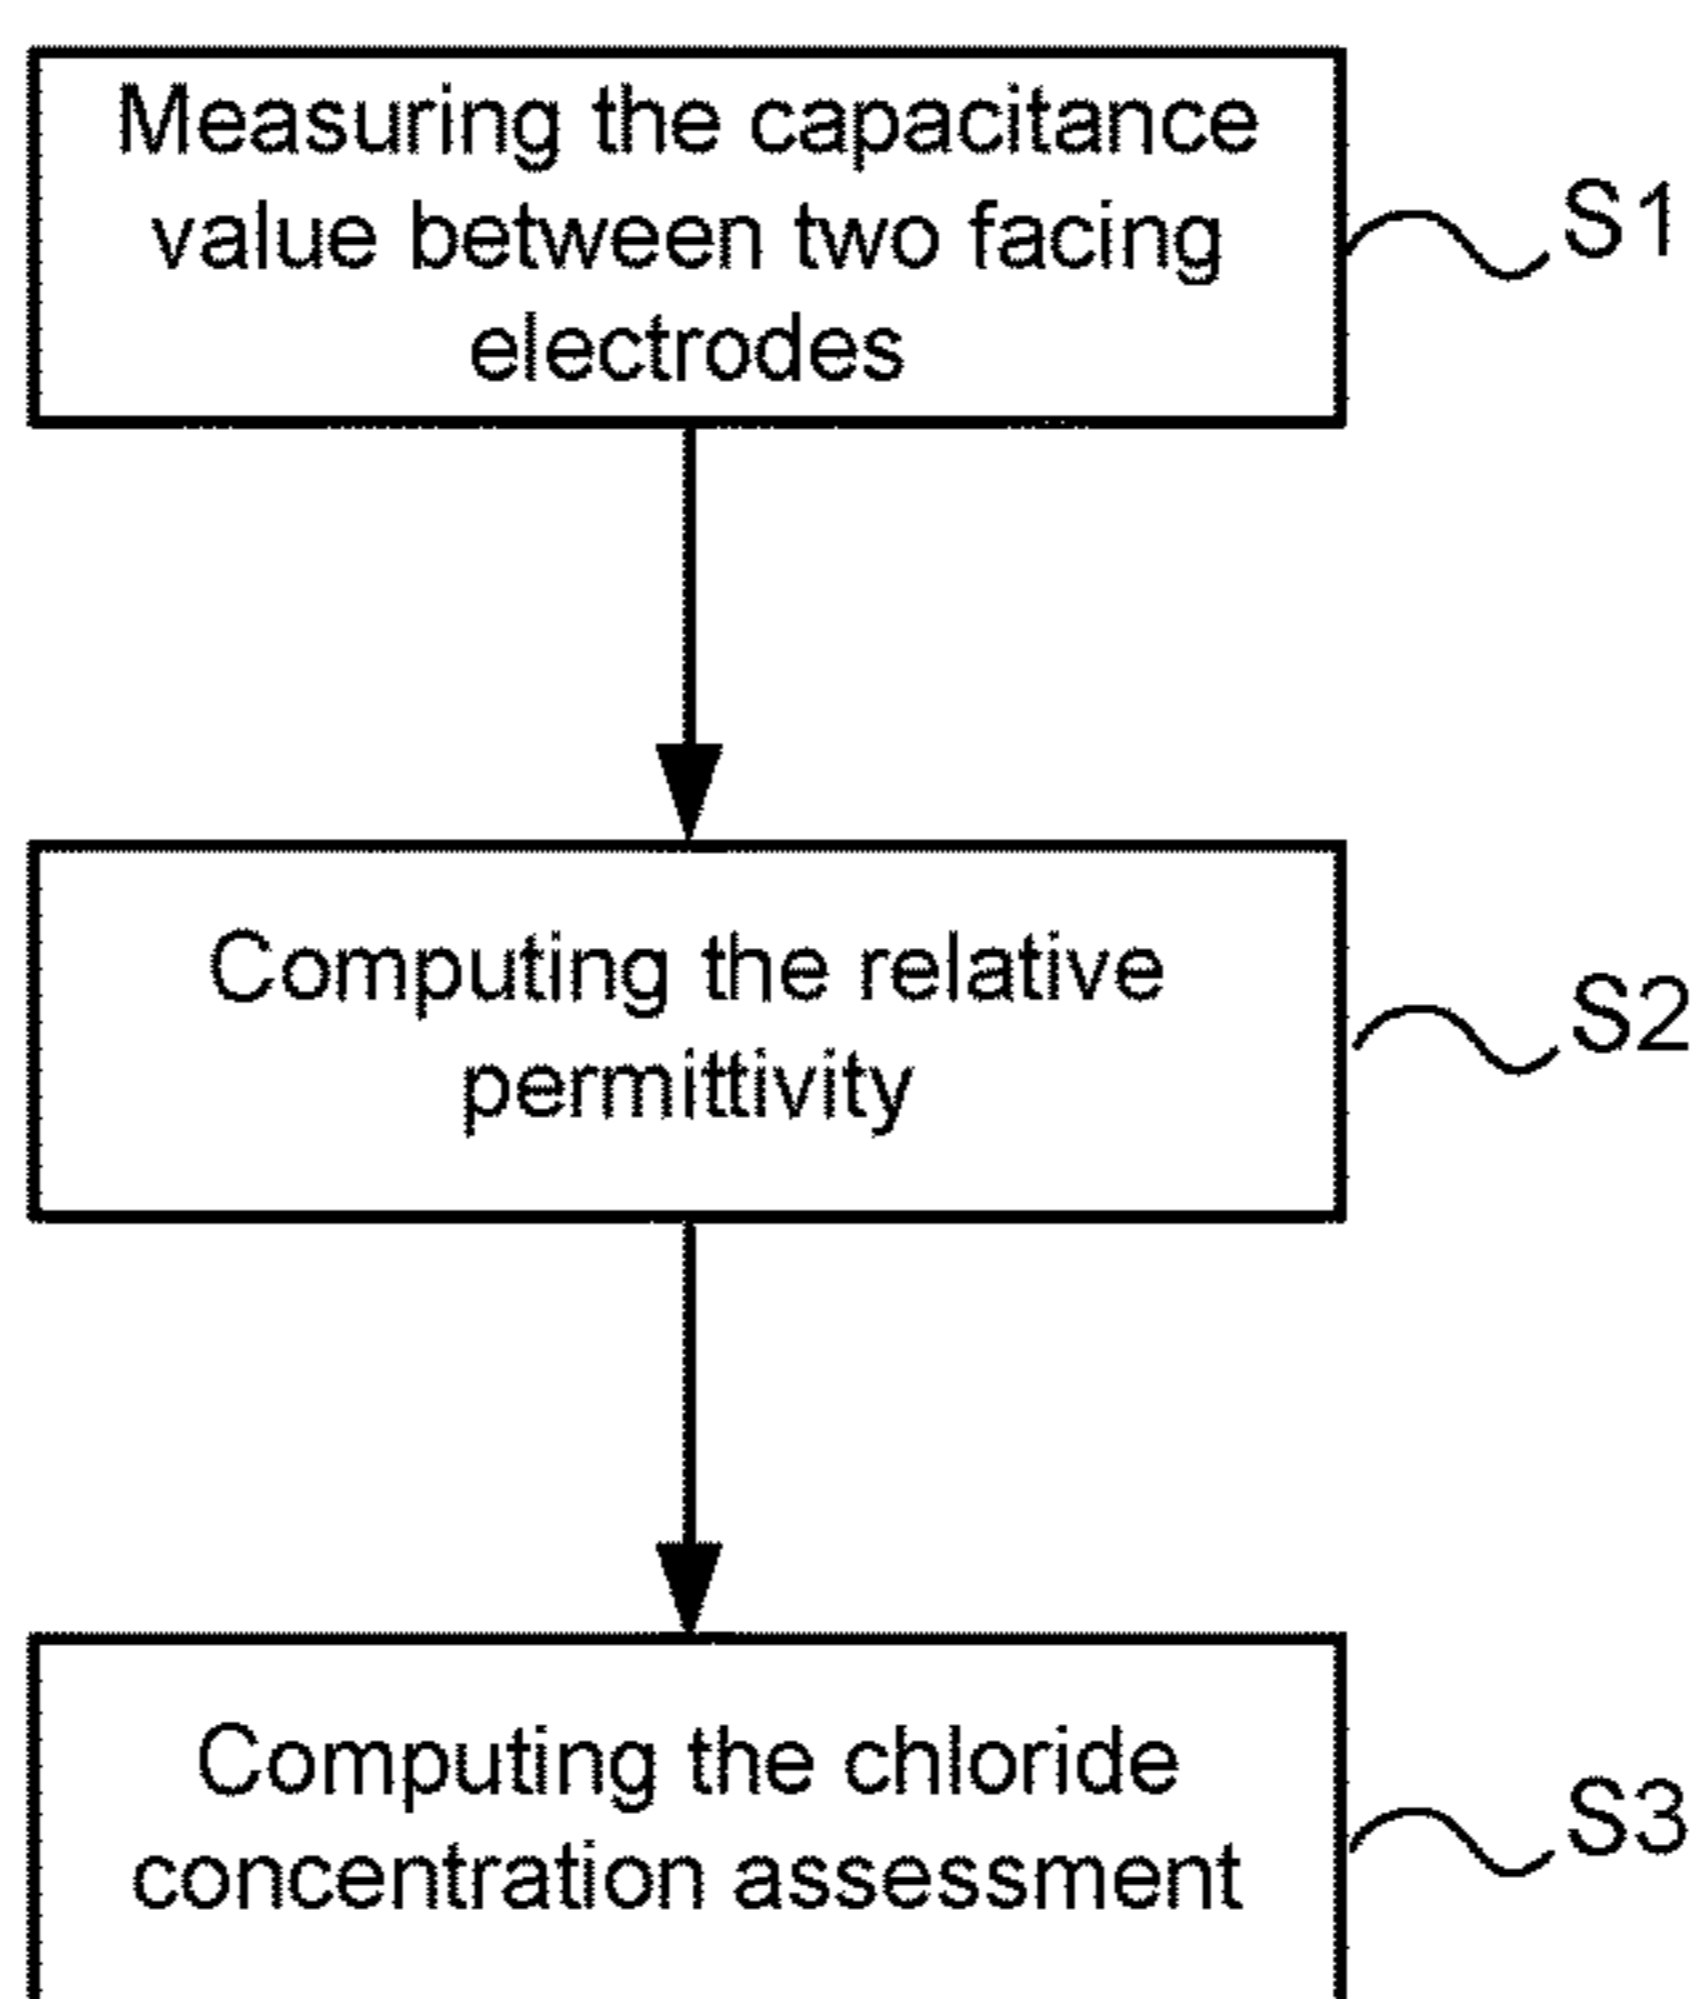 Measuring the capacitance
value between two facing
electrodes
S1
Computing the relative
permittivity
S2
Computing the chloride
concentration assessment
S3